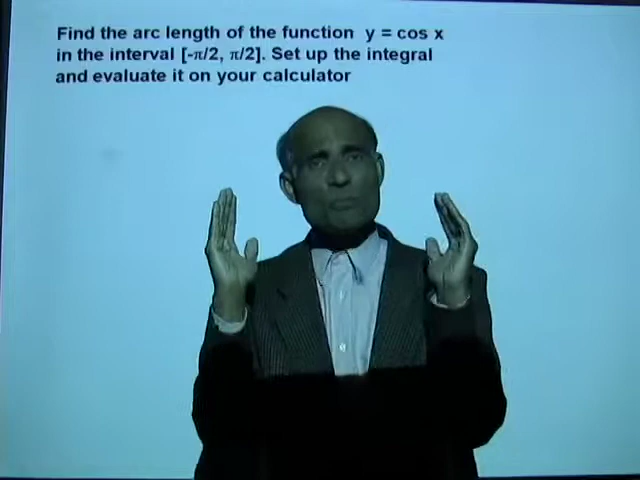 Find the arc length of the function y = cos x
in the interval [-π/2, π/2]. Set up the integral
and evaluate it on your calculator